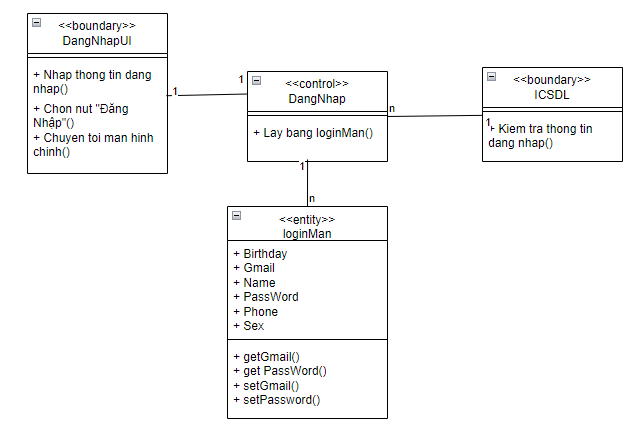 <<boundary>>
DangNhapUI
+ Nhap thong tin dang
nhap()
+ Chon nut "Đăng
Nhập"()
+ Chuyen toi man hinh
chinh()
1
1
<<control>>
DangNhap
+ Lay bang loginMan()
n
1
<<boundary>>
ICSDL
+ Kiem tra thong tin
dang nhap()
1
n
<<entity>>
loginMan
+ Birthday
+ Gmail
+ Name
+ PassWord
+ Phone
+ Sex
+ getGmail()
+ get PassWord()
+ setGmail()
+ setPassword()